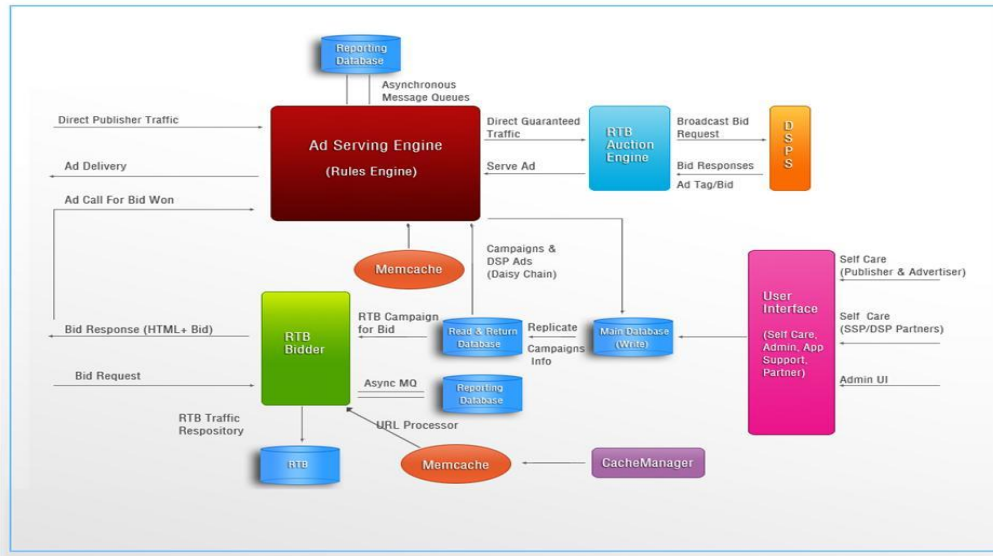 Reporting
Database
Asynchronous
Message Queues
Direct Publisher Traffic
Ad Delivery
Ad Call For Bid Won
Ad Serving Engine
(Rules Engine)
Direct Guaranteed
Traffic
Serve Ad
RTB
Auction
Engine
Broadcast Bid
Request
Bid Responses
Ad Tag/Bid
DSPS
Memcache
Campaigns &
DSP Ads
(Daisy Chain)
Self Care
(Publisher & Advertiser)
User
Interface
(Self Care,
Admin, App
Support,
Partner)
Self Care
(SSP/DSP Partners)
Admin UI
Bid Response (HTML+ Bid)
Bid Request
RTB
Bidder
RTB Campaign
for Bid
Read & Return
Database
Replicate
Campaigns
Info
Main Database
(Write)
Async MQ
Reporting
Database
RTB Traffic
Respository
URL Processor
RTB
Memcache
CacheManager